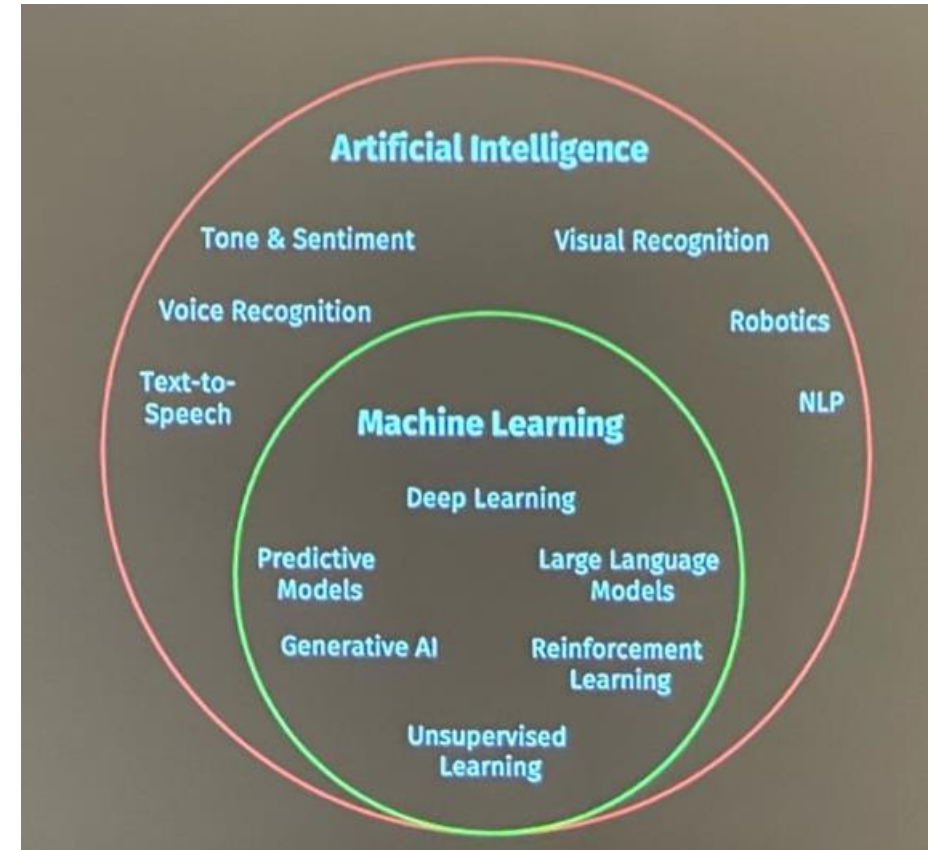 Artificial Intelligence
Tone & Sentiment
Visual Recognition
Voice Recognition
Robotics
Text-to-
Speech
NLP
Machine Learning
Deep Learning
Predictive
Models
Large Language
Models
Generative AI
Reinforcement
Learning
Unsupervised
Learning